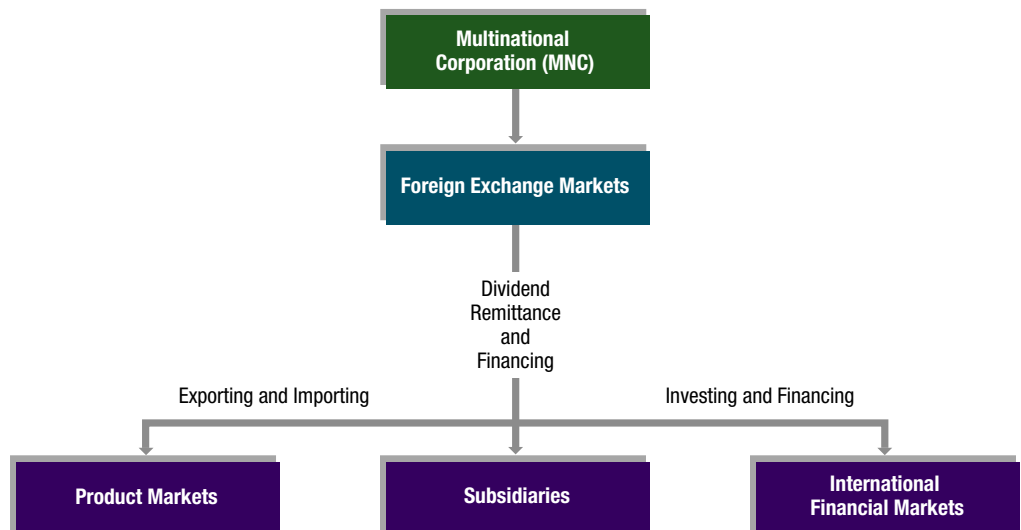 Multinational
Corporation (MNC)
Foreign Exchange Markets
Dividend
Remittance
and
Financing
Exporting and Importing
Investing and Financing
Product Markets
Subsidiaries
International
Financial Markets